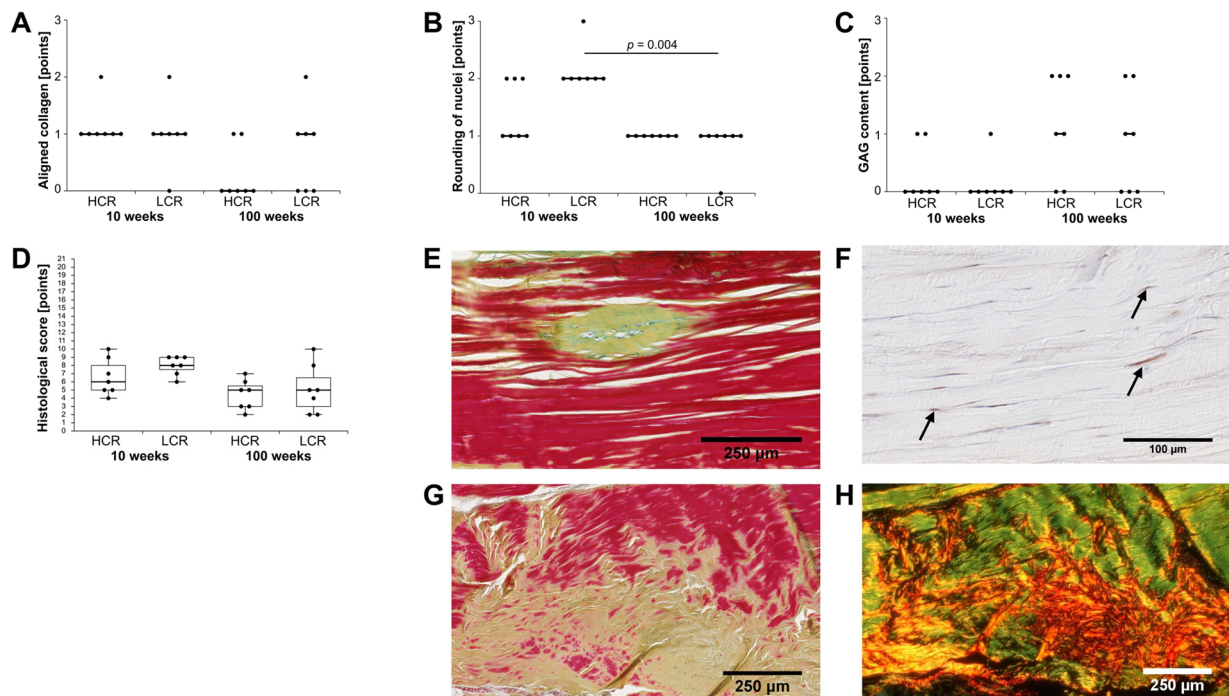 A
Aligned collagen [points]
3
2
1
0
HCR LCR HCR LCR
10 weeks 100 weeks
B
Rounding of nuclei [points]
3
2
1
0
p = 0.004
HCR LCR HCR LCR
10 weeks 100 weeks
C
GAG content [points]
3
2
1
0
HCR LCR HCR LCR
10 weeks 100 weeks
D
Histological score [points]
21
20
19
18
17
16
15
14
13
12
11
10
9
8
7
6
5
4
3
2
1
0
HCR LCR HCR LCR
10 weeks 100 weeks
E
250 µm
F
100 µm
G
250 µm
H
250 µm